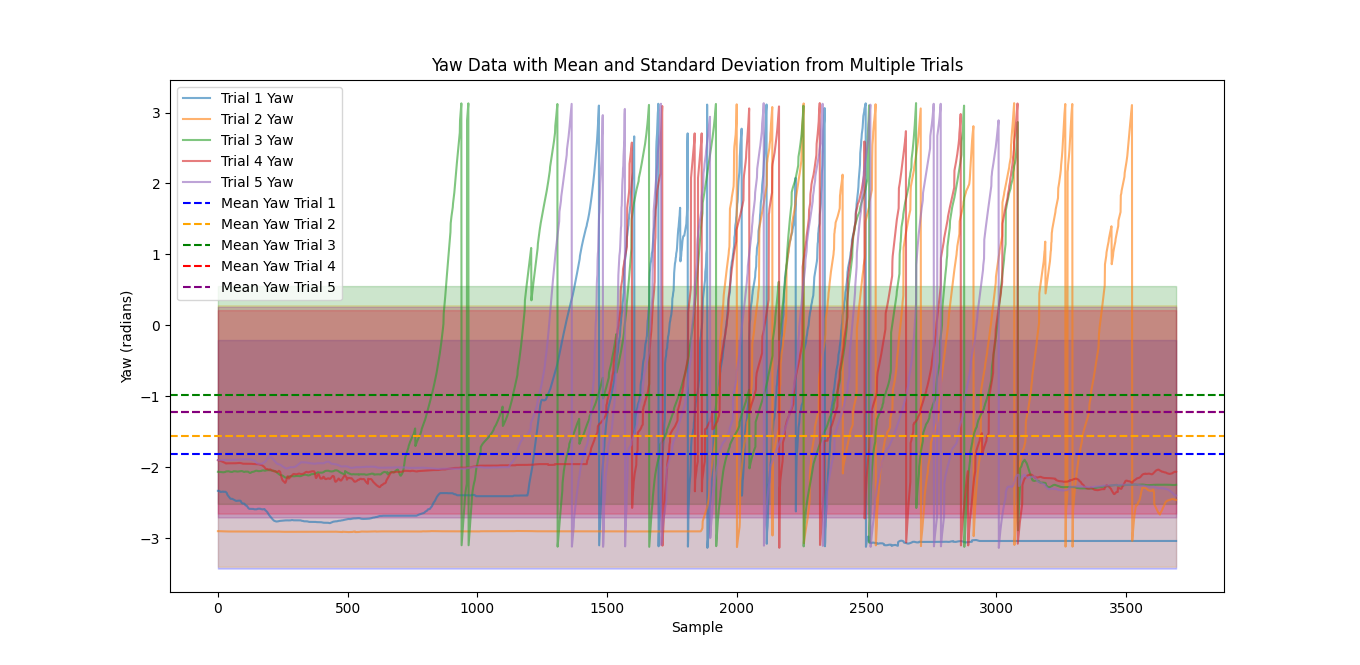 Yaw Data with Mean and Standard Deviation from Multiple Trials
Trial 1 Yaw
Trial 2 Yaw
Trial 3 Yaw
Trial 4 Yaw
Trial 5 Yaw
Mean Yaw Trial 1
Mean Yaw Trial 2
Mean Yaw Trial 3
Mean Yaw Trial 4
Mean Yaw Trial 5
Yaw (radians)
3
2
1
0
−1
−2
−3
0 500 1000 1500 2000 2500 3000 3500
Sample